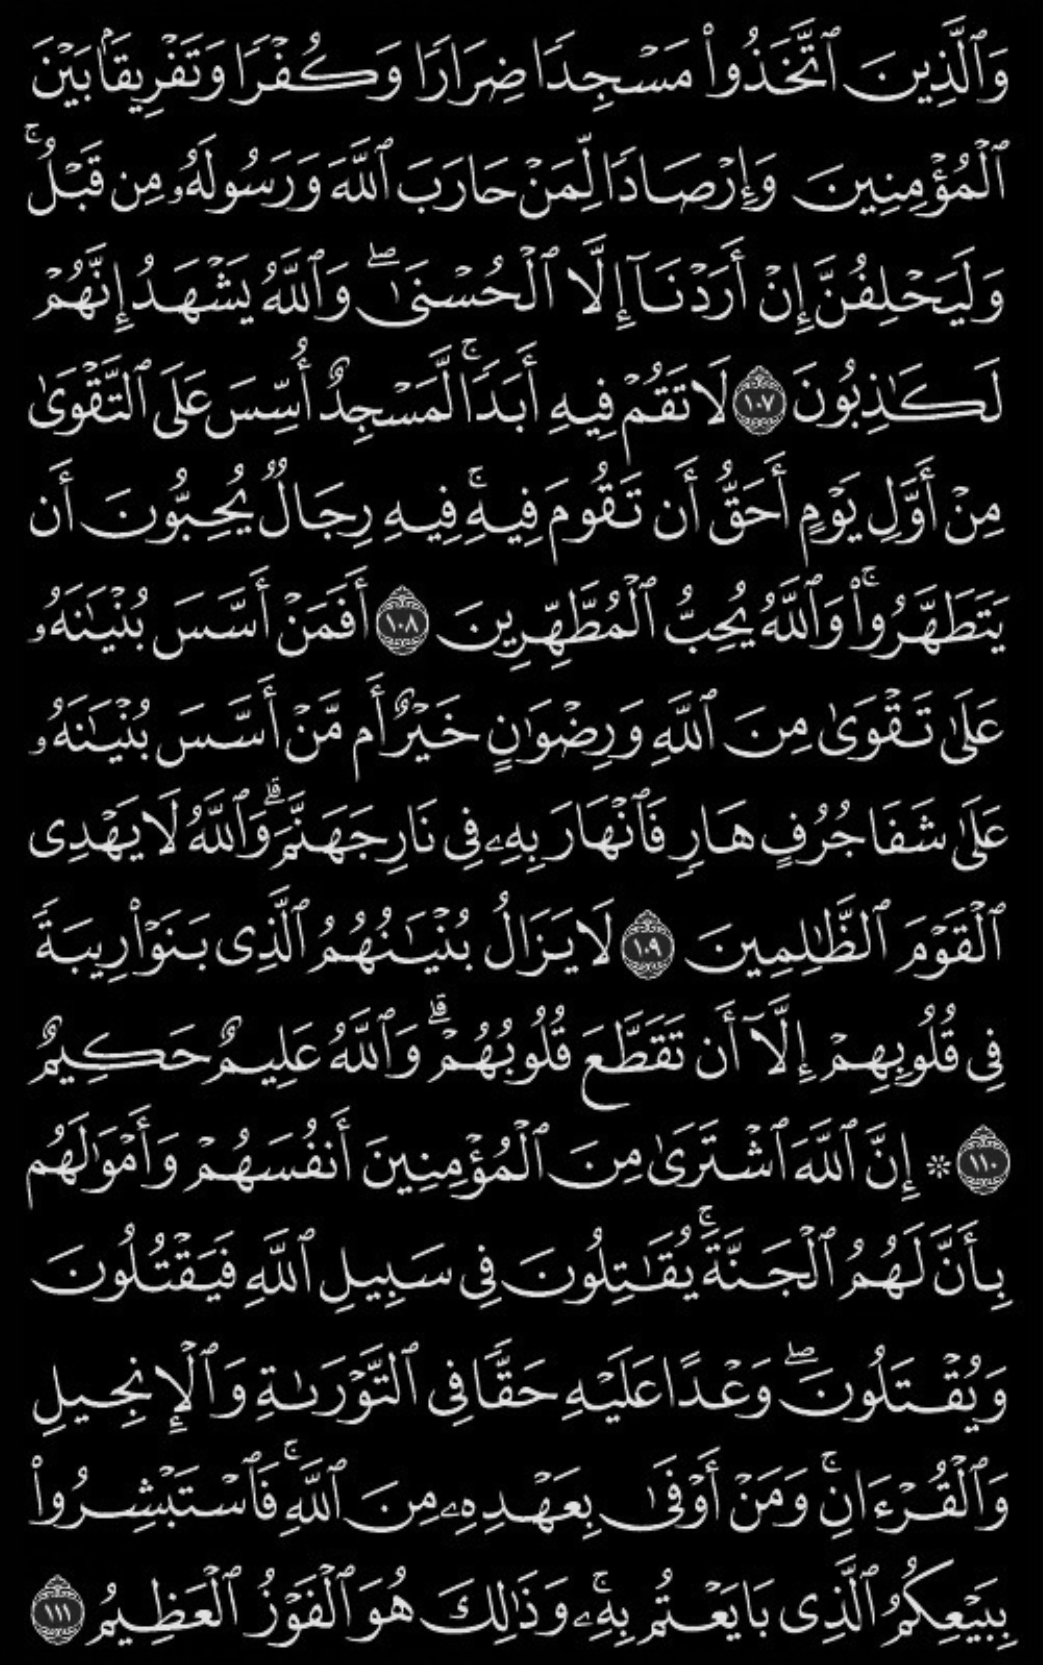 وَٱلَّذِينَ ٱتَّخَذُوا۟ مَسْجِدًا ضِرَارًا وَكُفْرًا وَتَفْرِيقًۢا بَيْنَ
ٱلْمُؤْمِنِينَ وَإِرْصَادًا لِّمَنْ حَارَبَ ٱللَّهَ وَرَسُولَهُۥ مِن قَبْلُ ۚ
وَلَيَحْلِفُنَّ إِنْ أَرَدْنَآ إِلَّا ٱلْحُسْنَىٰ ۖ وَٱللَّهُ يَشْهَدُ إِنَّهُمْ
لَكَـٰذِبُونَ ١٠٧ لَا تَقُمْ فِيهِ أَبَدًا ۚ لَّمَسْجِدٌ أُسِّسَ عَلَى ٱلتَّقْوَىٰ
مِنْ أَوَّلِ يَوْمٍ أَحَقُّ أَن تَقُومَ فِيهِ ۚ فِيهِ رِجَالٌ يُحِبُّونَ أَن
يَتَطَهَّرُوا۟ ۚ وَٱللَّهُ يُحِبُّ ٱلْمُطَّهِّرِينَ ١٠٨ أَفَمَنْ أَسَّسَ بُنْيَـٰنَهُۥ
عَلَىٰ تَقْوَىٰ مِنَ ٱللَّهِ وَرِضْوَٰنٍ خَيْرٌ أَم مَّنْ أَسَّسَ بُنْيَـٰنَهُۥ
عَلَىٰ شَفَا جُرُفٍ هَارٍ فَٱنْهَارَ بِهِۦ فِى نَارِ جَهَنَّمَ ۗ وَٱللَّهُ لَا يَهْدِى
ٱلْقَوْمَ ٱلظَّـٰلِمِينَ ١٠٩ لَا يَزَالُ بُنْيَـٰنُهُمُ ٱلَّذِى بَنَوْا۟ رِيبَةً
فِى قُلُوبِهِمْ إِلَّآ أَن تَقَطَّعَ قُلُوبُهُمْ ۗ وَٱللَّهُ عَلِيمٌ حَكِيمٌ
١١٠ ۞ إِنَّ ٱللَّهَ ٱشْتَرَىٰ مِنَ ٱلْمُؤْمِنِينَ أَنفُسَهُمْ وَأَمْوَٰلَهُم
بِأَنَّ لَهُمُ ٱلْجَنَّةَ ۚ يُقَـٰتِلُونَ فِى سَبِيلِ ٱللَّهِ فَيَقْتُلُونَ
وَيُقْتَلُونَ ۖ وَعْدًا عَلَيْهِ حَقًّا فِى ٱلتَّوْرَىٰةِ وَٱلْإِنجِيلِ
وَٱلْقُرْءَانِ ۚ وَمَنْ أَوْفَىٰ بِعَهْدِهِۦ مِنَ ٱللَّهِ ۚ فَٱسْتَبْشِرُوا۟
بِبَيْعِكُمُ ٱلَّذِى بَايَعْتُم بِهِۦ ۚ وَذَٰلِكَ هُوَ ٱلْفَوْزُ ٱلْعَظِيمُ ١١١